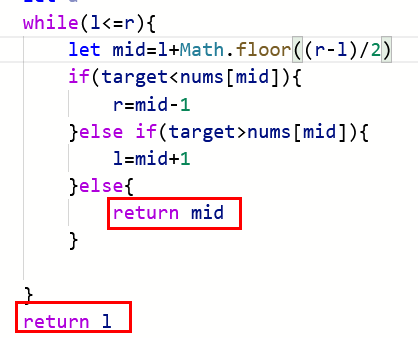 while(l<=r){
let mid=l+Math.floor((r-l)/2)
if(target<nums[mid]){
r=mid-1
}else if(target>nums[mid]){
l=mid+1
}else{
return mid
}
}
return l